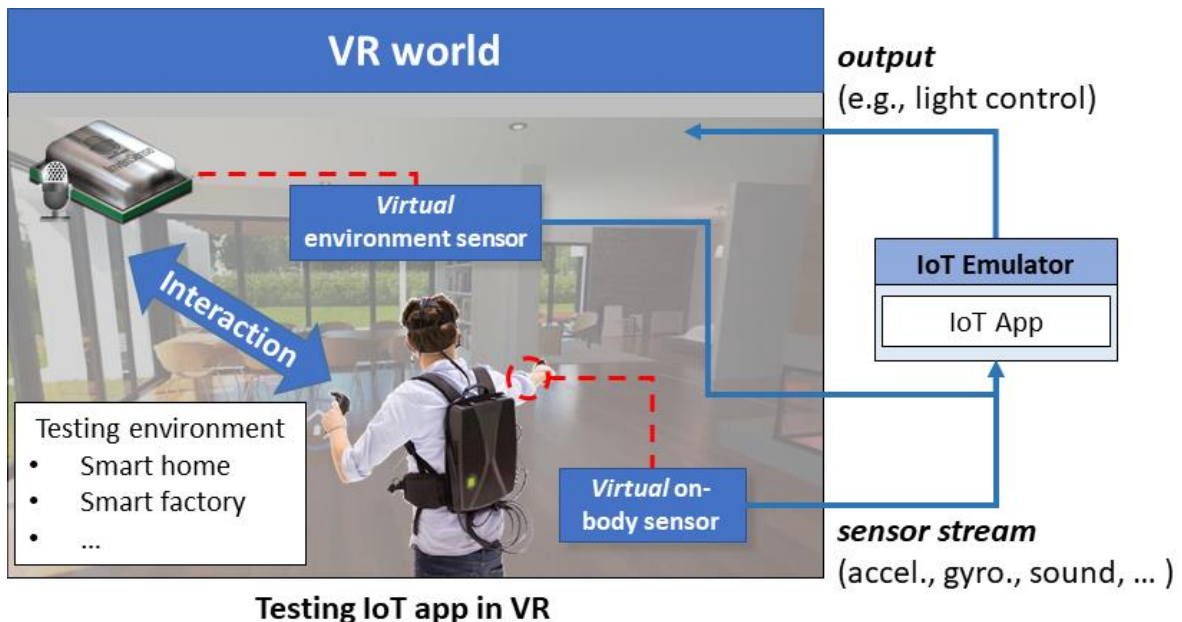 VR world
output
(e.g., light control)
InvenSense
Virtual
environment sensor
IoT Emulator
IoT App
Interaction
Testing environment
• Smart home
• Smart factory
• ...
Virtual on-
body sensor
sensor stream
(accel., gyro., sound, ... )
Testing IoT app in VR